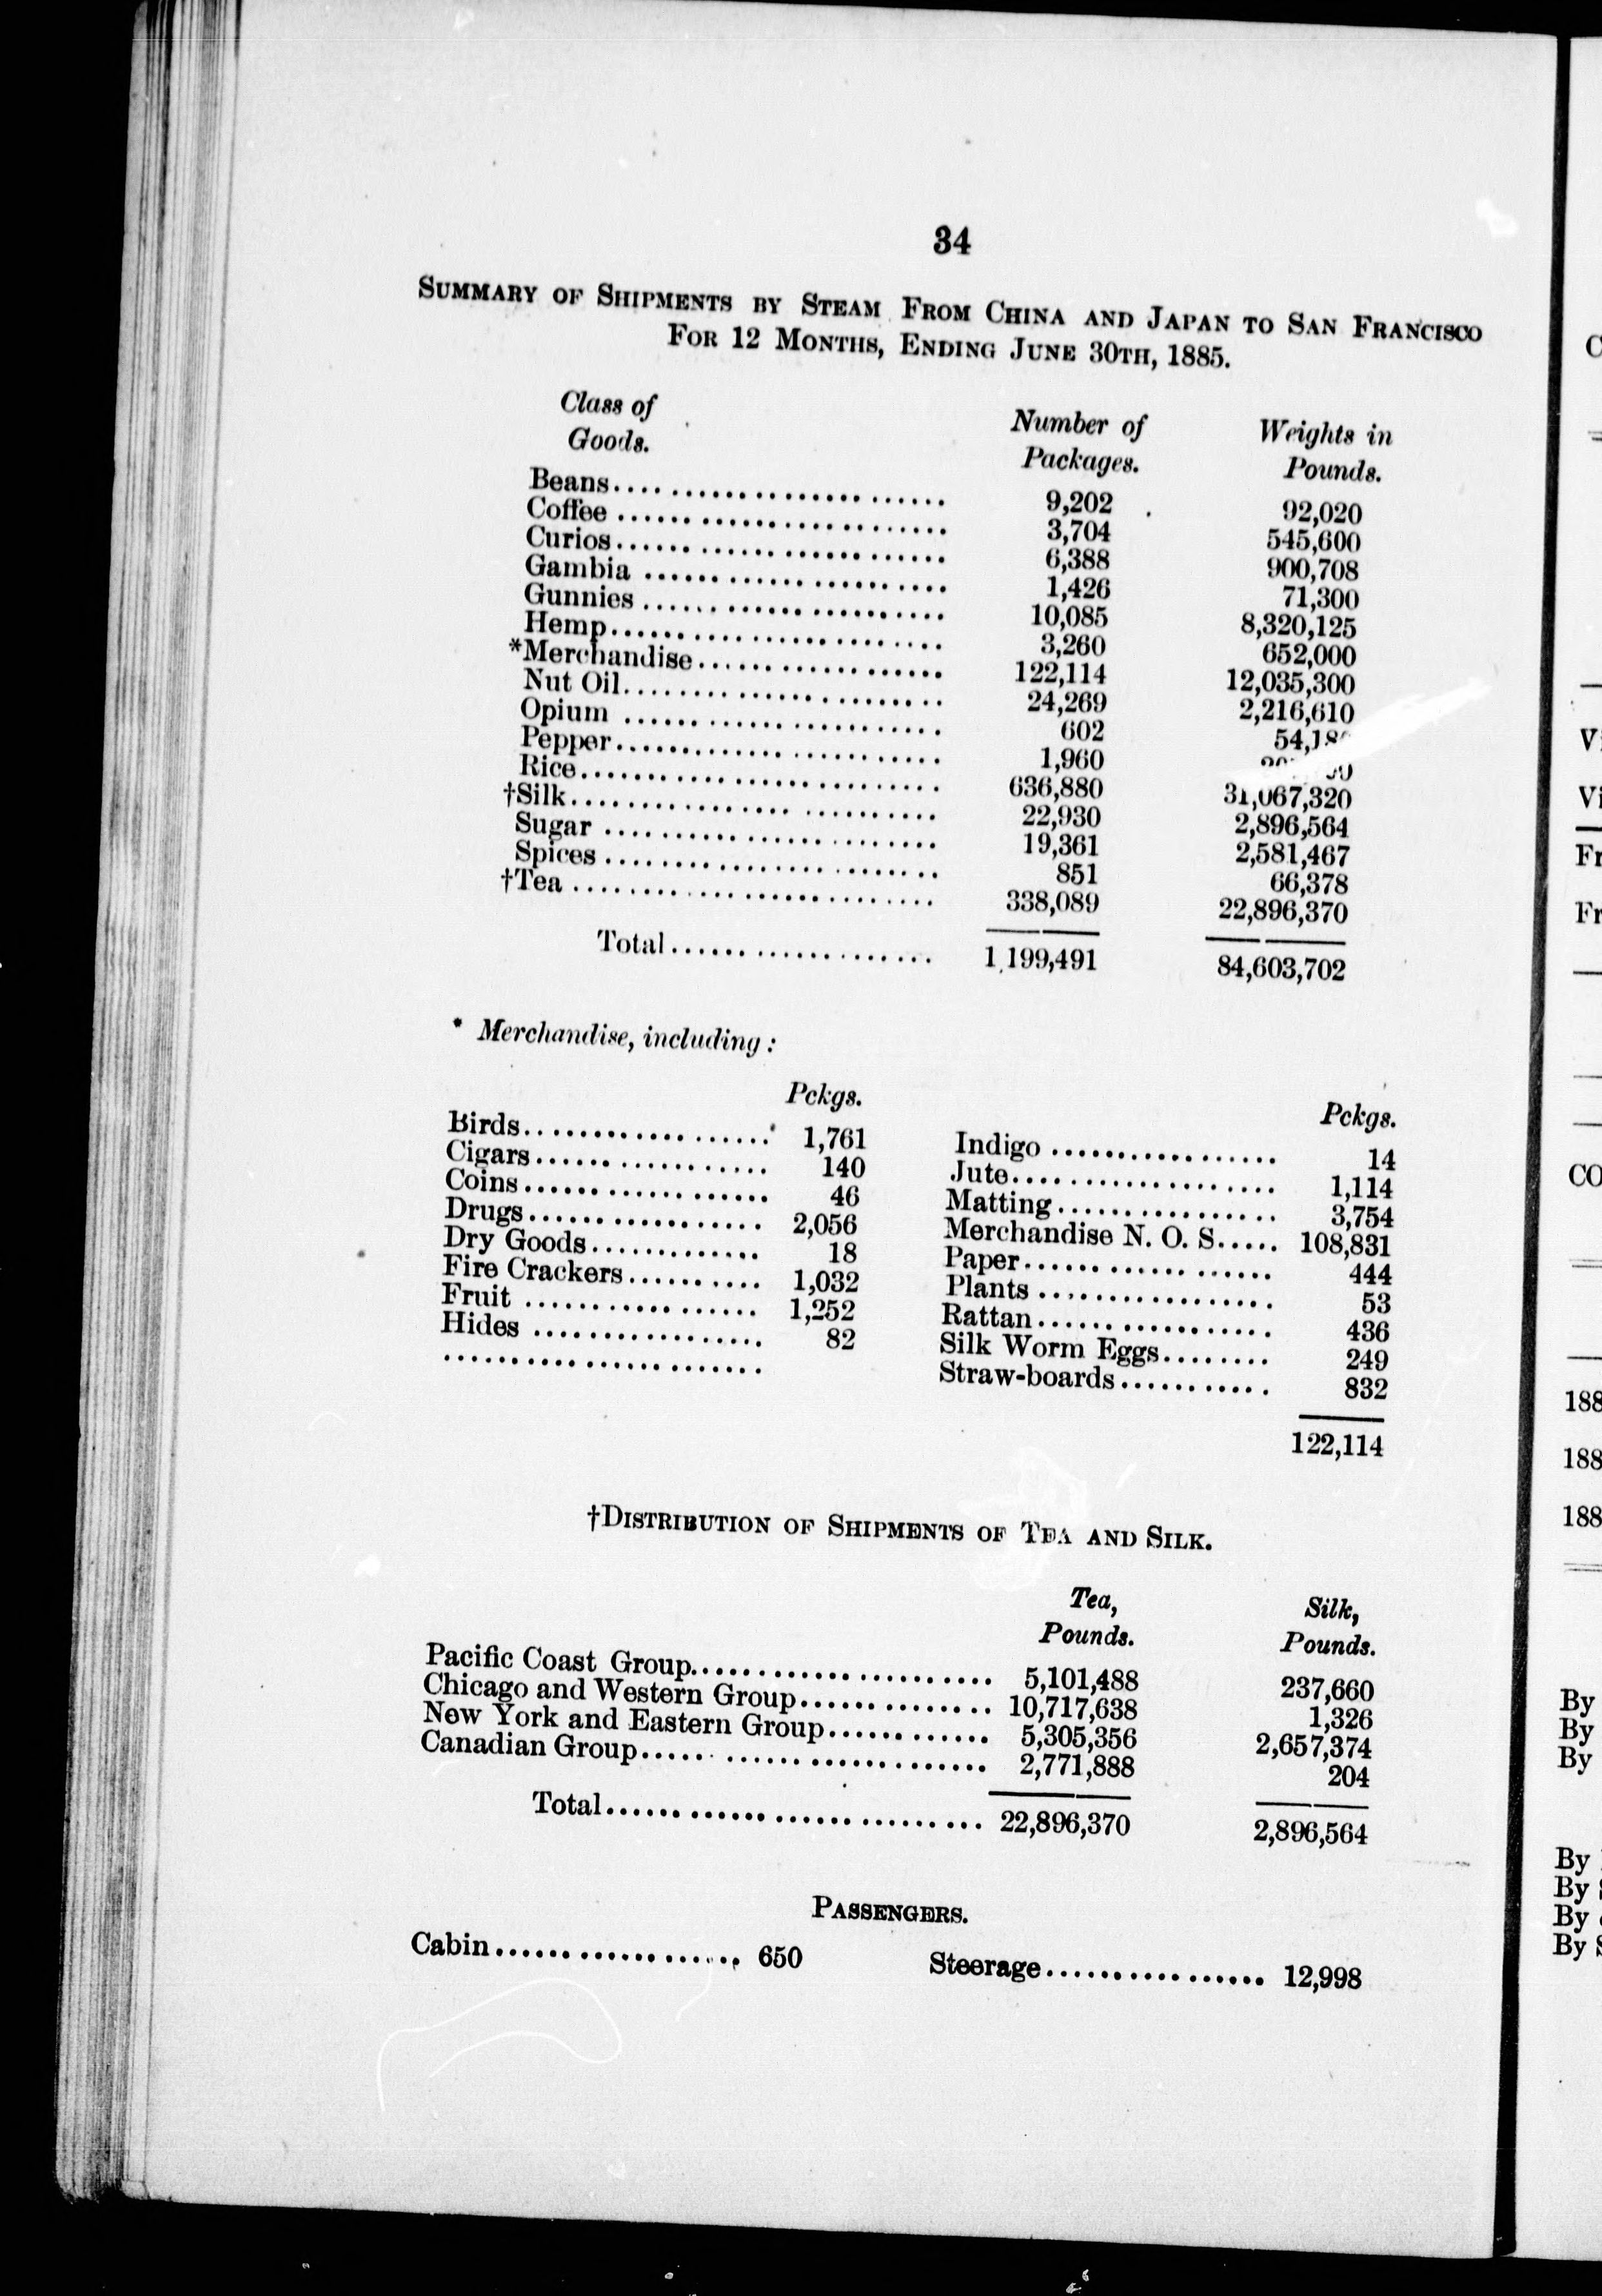 34
SUMMARY OF SHIPMENTS BY STEAM FROM CHINA AND JAPAN TO SAN FRANCISCO
FOR 12 MONTHS, ENDING JUNE 30TH, 1885.
Class of Goods. Number of Packages. Weights in Pounds.
Beans........................ 9,202 92,020
Coffee........................ 3,704 545,600
Curios........................ 6,388 900,708
Gambia........................ 1,426 71,300
Gunnies........................ 10,085 8,320,125
Hemp........................ 3,260 652,000
*Merchandise........................ 122,114 12,035,300
Nut Oil........................ 24,269 2,216,610
Opium........................ 602
Pepper........................ 1,960
Rice........................ 636,880 31,067,320
†Silk........................ 22,930 2,896,564
Sugar........................ 19,361 2,581,467
Spices........................ 851 66,378
†Tea........................ 338,089 22,896,370
Total................... 1,199,491 84,603,702
* Merchandise, including:
Pckgs.
Birds................... 1,761
Cigars.................. 140
Coins................... 46
Drugs................... 2,056
Dry Goods............. 18
Fire Crackers.......... 1,032
Fruit ................. 1,252
Hides ................. 82
.......................
Pckgs.
Indigo ................. 14
Jute.................... 1,114
Matting................ 3,754
Merchandise N. O. S..... 108,831
Paper.................. 444
Plants ................. 53
Rattan................. 436
Silk Worm Eggs........ 249
Straw-boards........... 832
122,114
†DISTRIBUTION OF SHIPMENTS OF TEA AND SILK.
Tea, Pounds. Silk, Pounds.
Pacific Coast Group...................... 5,101,488 237,660
Chicago and Western Group.............. 10,717,638 1,326
New York and Eastern Group............ 5,305,356 2,657,374
Canadian Group......................... 2,771,888 204
Total........................... 22,896,370 2,896,564
PASSENGERS.
Cabin.................. 650 Steerage................ 12,998